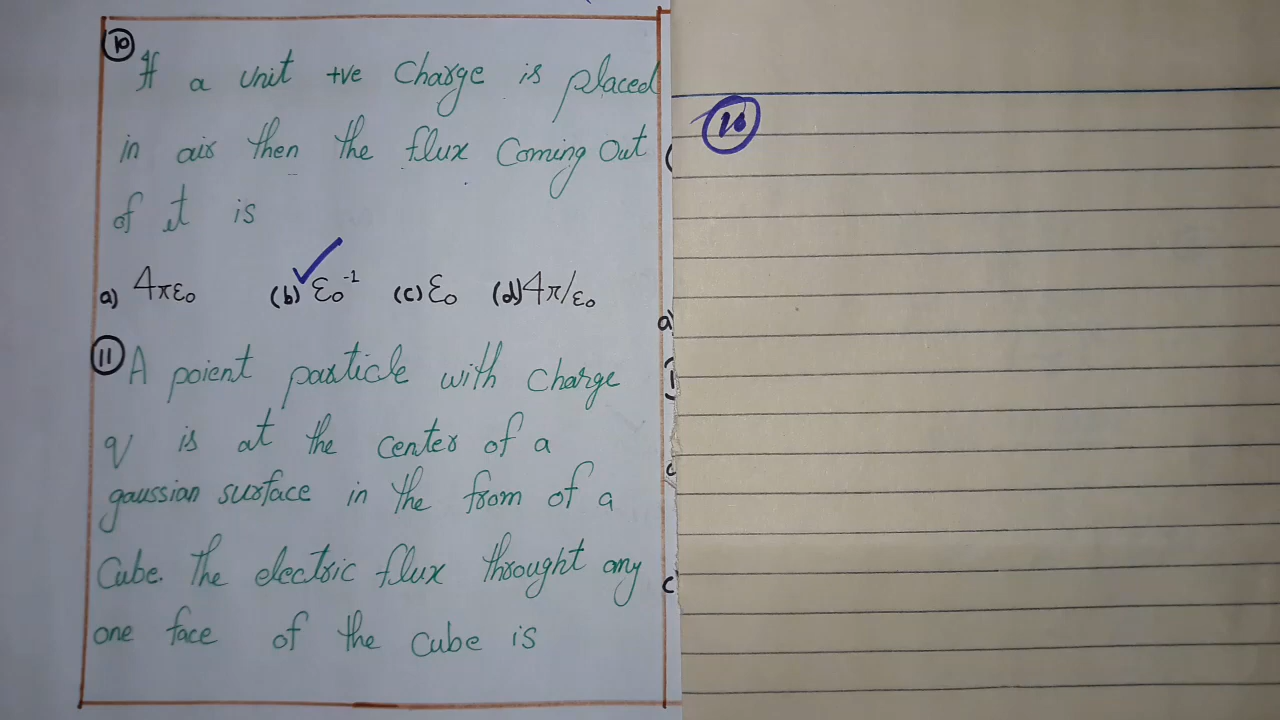 10
If a unit +ve Charge is placed
in air then the flux Coming Out
of it is
a) 4πε₀ (b) ε₀⁻¹ (c) ε₀ (d) 4π/ε₀
11 A poient particle with charge
q is at the center of a
gaussian surface in the from of a
Cube. The electric flux throught any
one face of the cube is
10